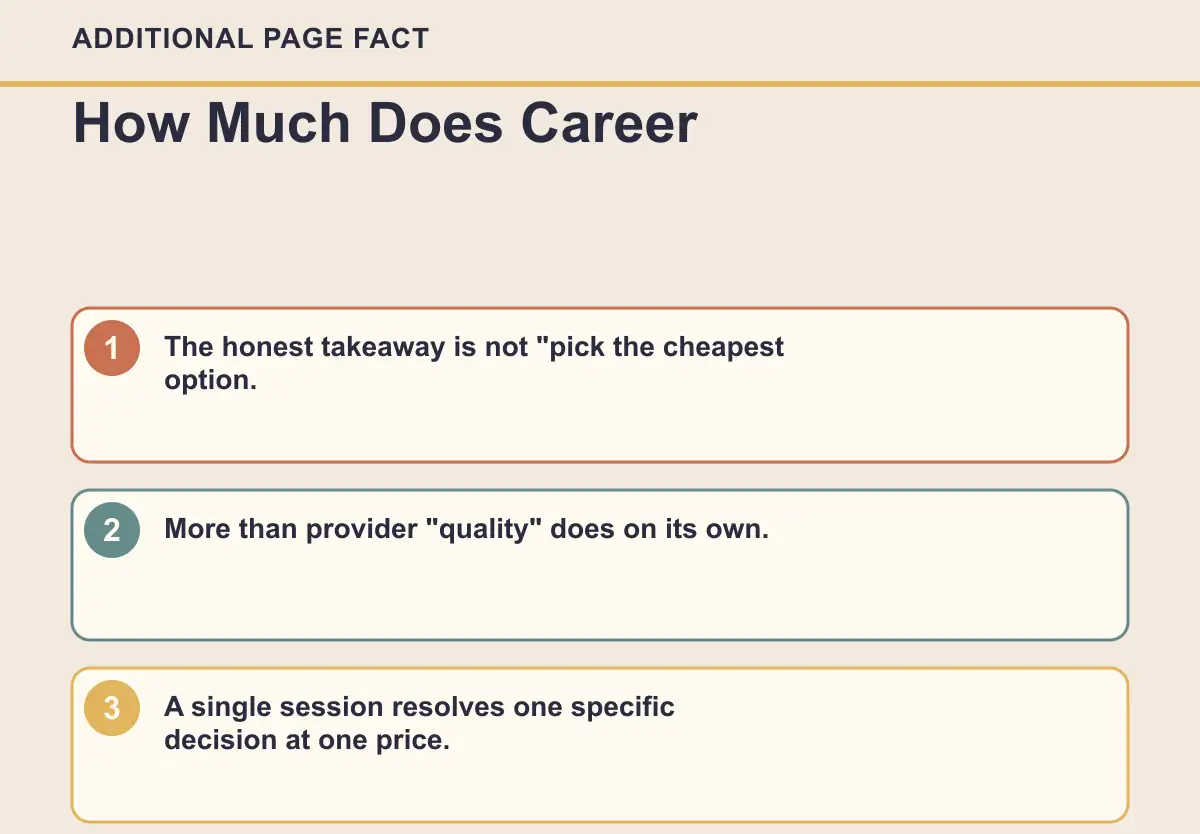 ADDITIONAL PAGE FACT
How Much Does Career
1
The honest takeaway is not "pick the cheapest
option.
2
More than provider "quality" does on its own.
3
A single session resolves one specific
decision at one price.